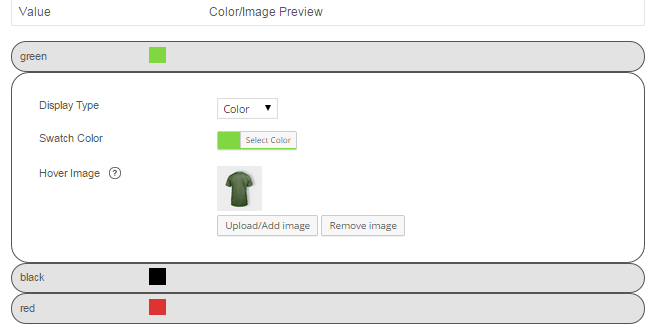 Value Color/Image Preview
green
Display Type Color
Swatch Color Select Color
Hover Image ?
Upload/Add image Remove image
black
red